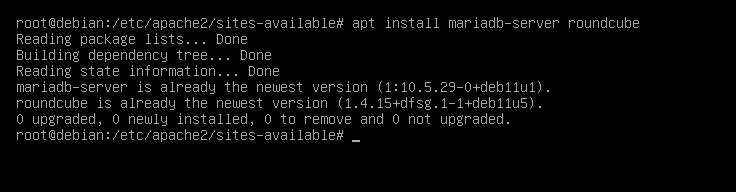 root@debian:/etc/apache2/sites-available# apt install mariadb-server roundcube
Reading package lists... Done
Building dependency tree... Done
Reading state information... Done
mariadb-server is already the newest version (1:10.5.29-0+deb11u1).
roundcube is already the newest version (1.4.15+dfsg.1-1+deb11u5).
0 upgraded, 0 newly installed, 0 to remove and 0 not upgraded.
root@debian:/etc/apache2/sites-available# _